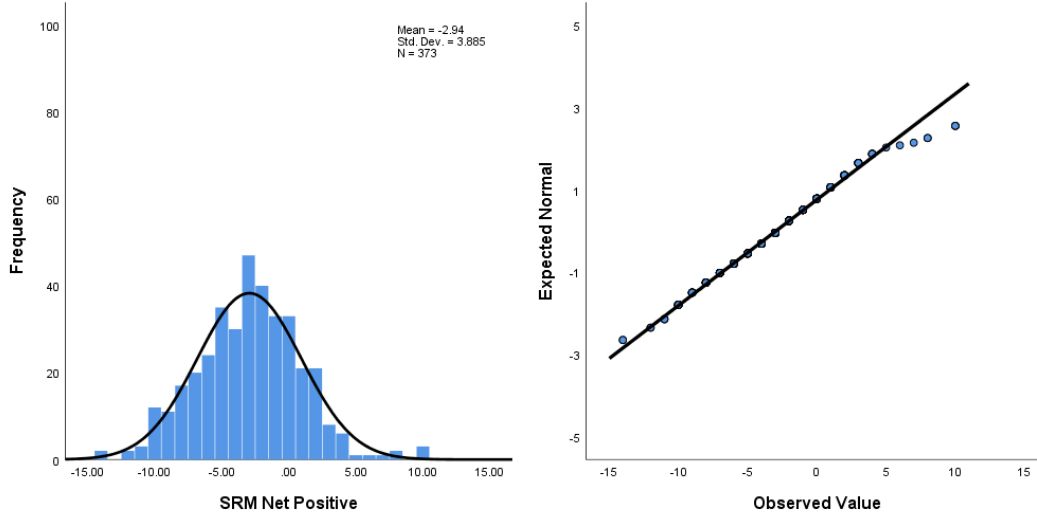 Mean = -2.94
Std. Dev. = 3.885
N = 373
100
80
60
40
20
0
Frequency
-15.00 -10.00 -5.00 .00 5.00 10.00 15.00
SRM Net Positive
5
3
1
-1
-3
-5
Expected Normal
-15 -10 -5 0 5 10 15
Observed Value